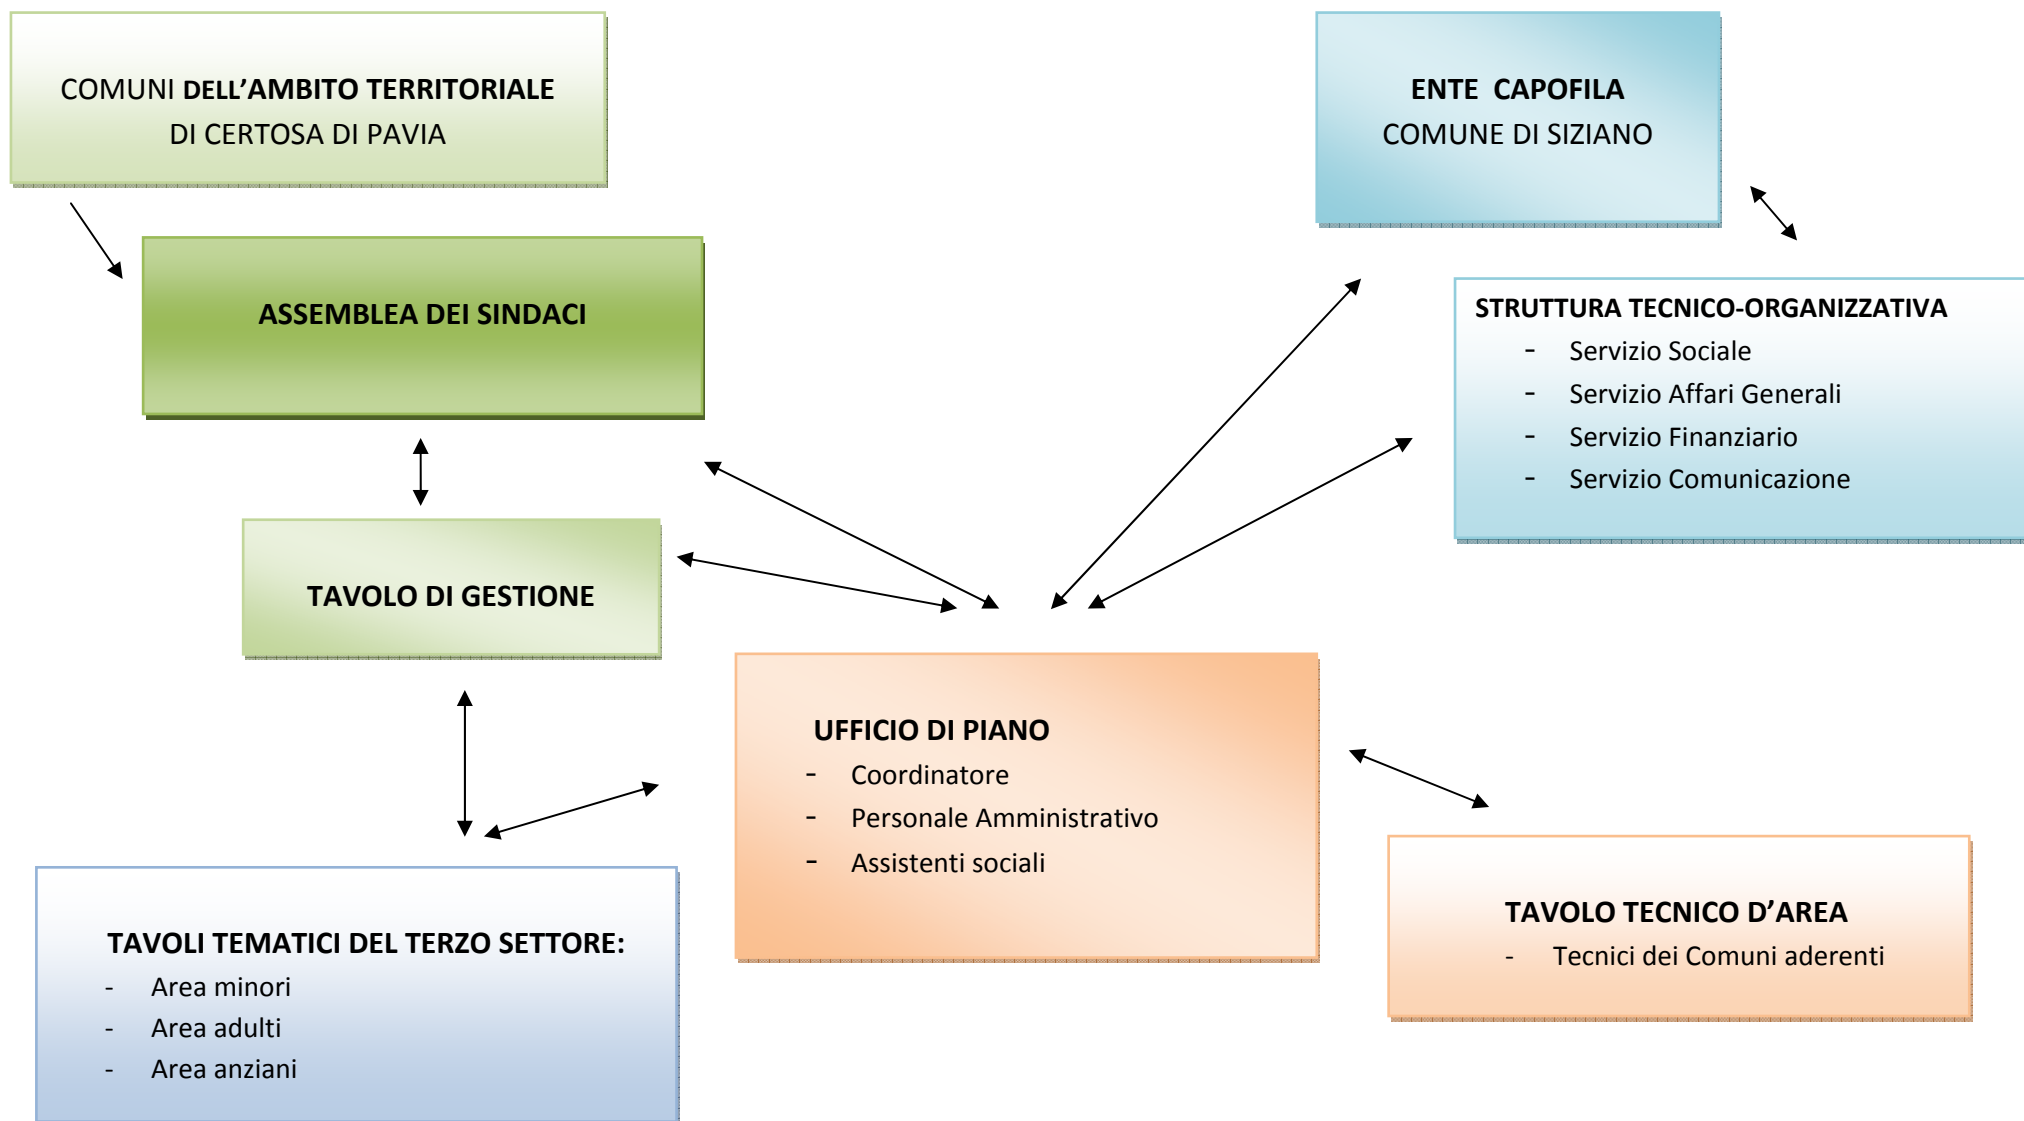 COMUNI DELL’AMBITO TERRITORIALE
DI CERTOSA DI PAVIA
ENTE CAPOFILA
COMUNE DI SIZIANO
ASSEMBLEA DEI SINDACI
STRUTTURA TECNICO-ORGANIZZATIVA
- Servizio Sociale
- Servizio Affari Generali
- Servizio Finanziario
- Servizio Comunicazione
TAVOLO DI GESTIONE
UFFICIO DI PIANO
- Coordinatore
- Personale Amministrativo
- Assistenti sociali
TAVOLI TEMATICI DEL TERZO SETTORE:
- Area minori
- Area adulti
- Area anziani
TAVOLO TECNICO D’AREA
- Tecnici dei Comuni aderenti